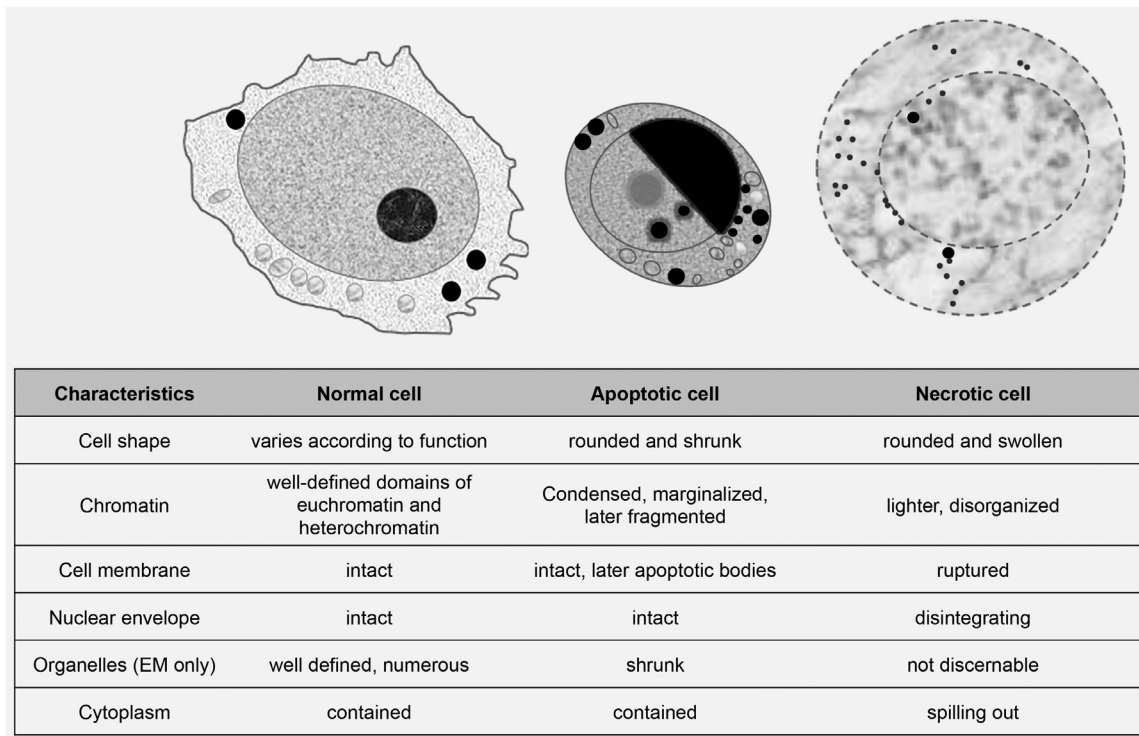 Characteristics Normal cell Apoptotic cell Necrotic cell
Cell shape varies according to function rounded and shrunk rounded and swollen
Chromatin well-defined domains of euchromatin and heterochromatin Condensed, marginalized, later fragmented lighter, disorganized
Cell membrane intact intact, later apoptotic bodies ruptured
Nuclear envelope intact intact disintegrating
Organelles (EM only) well defined, numerous shrunk not discernable
Cytoplasm contained contained spilling out